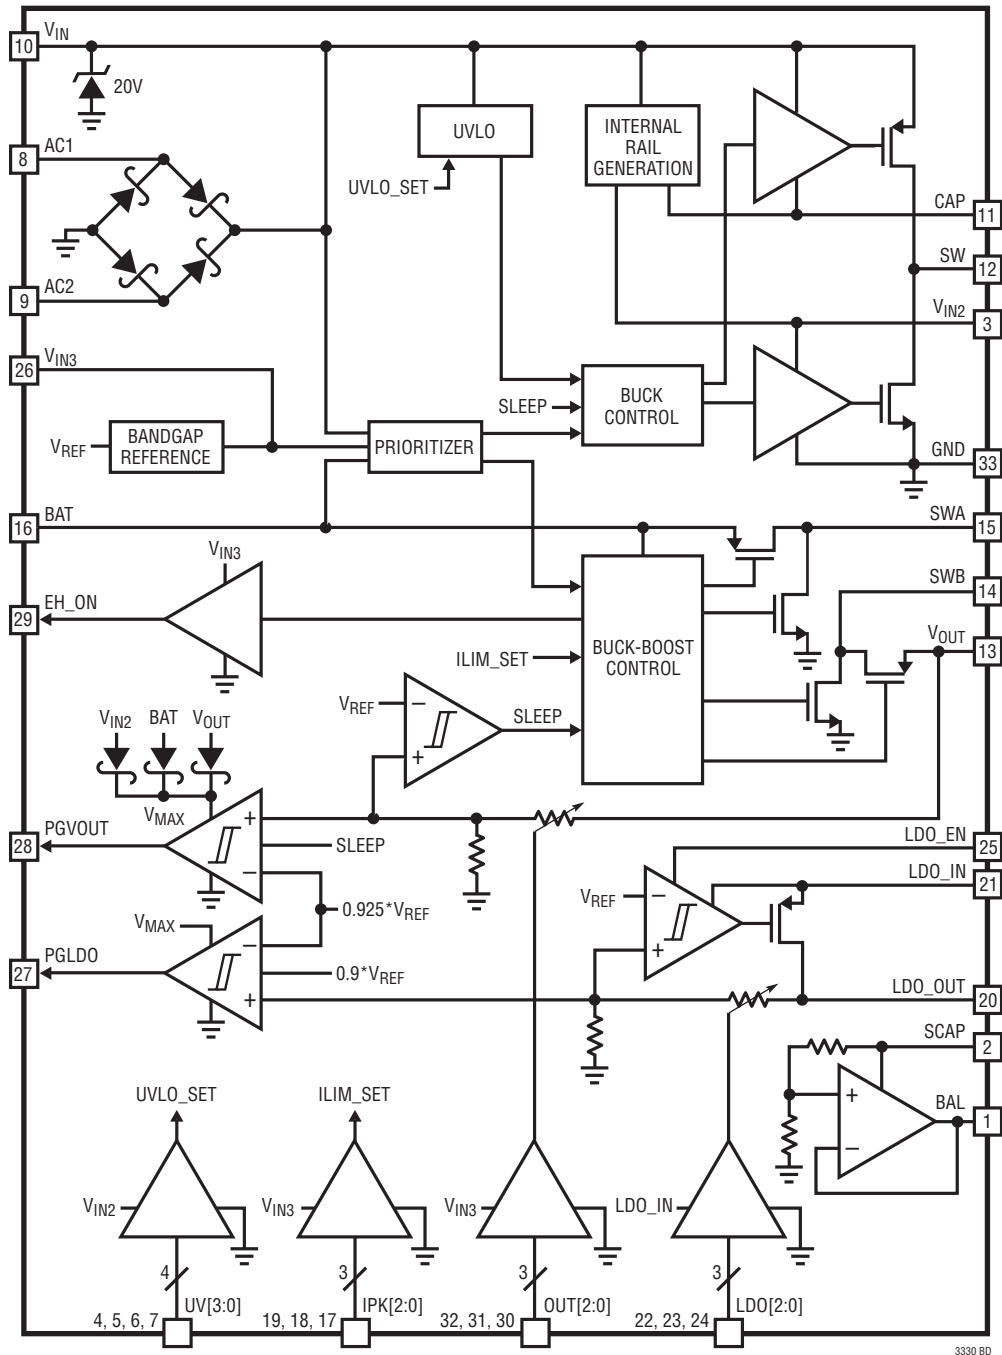 10
VIN
20V
8
AC1
UVLO
INTERNAL
RAIL
GENERATION
UVLO_SET
CAP
11
SW
12
9
AC2
VIN2
3
26
VIN3
SLEEP
BUCK
CONTROL
VREF
BANDGAP
REFERENCE
PRIORITIZER
GND
33
16
BAT
SWA
15
VIN3
SWB
14
29
EH_ON
BUCK-BOOST
CONTROL
VOUT
13
ILIM_SET
VREF
−
SLEEP
+
VIN2
BAT
VOUT
VMAX
28
PGVOUT
+
SLEEP
−
LDO_EN
25
LDO_IN
21
VREF
−
0.925*VREF
VMAX
−
+
27
PGLDO
0.9*VREF
+
LDO_OUT
20
SCAP
2
UVLO_SET
ILIM_SET
+
BAL
1
−
VIN2
VIN3
VIN3
LDO_IN
4
3
3
3
4, 5, 6, 7
UV[3:0]
19, 18, 17
IPK[2:0]
32, 31, 30
OUT[2:0]
22, 23, 24
LDO[2:0]
3330 BD